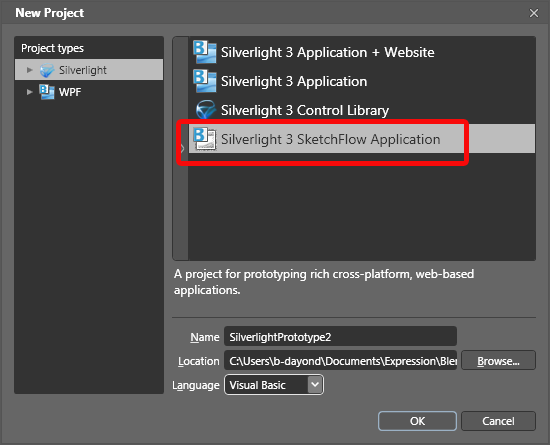 New Project
Project types
Silverlight
WPF
Silverlight 3 Application + Website
Silverlight 3 Application
Silverlight 3 Control Library
Silverlight 3 SketchFlow Application
A project for prototyping rich cross-platform, web-based
applications.
Name SilverlightPrototype2
Location C:\Users\b-dayond\Documents\Expression\Blen Browse...
Language Visual Basic
OK Cancel